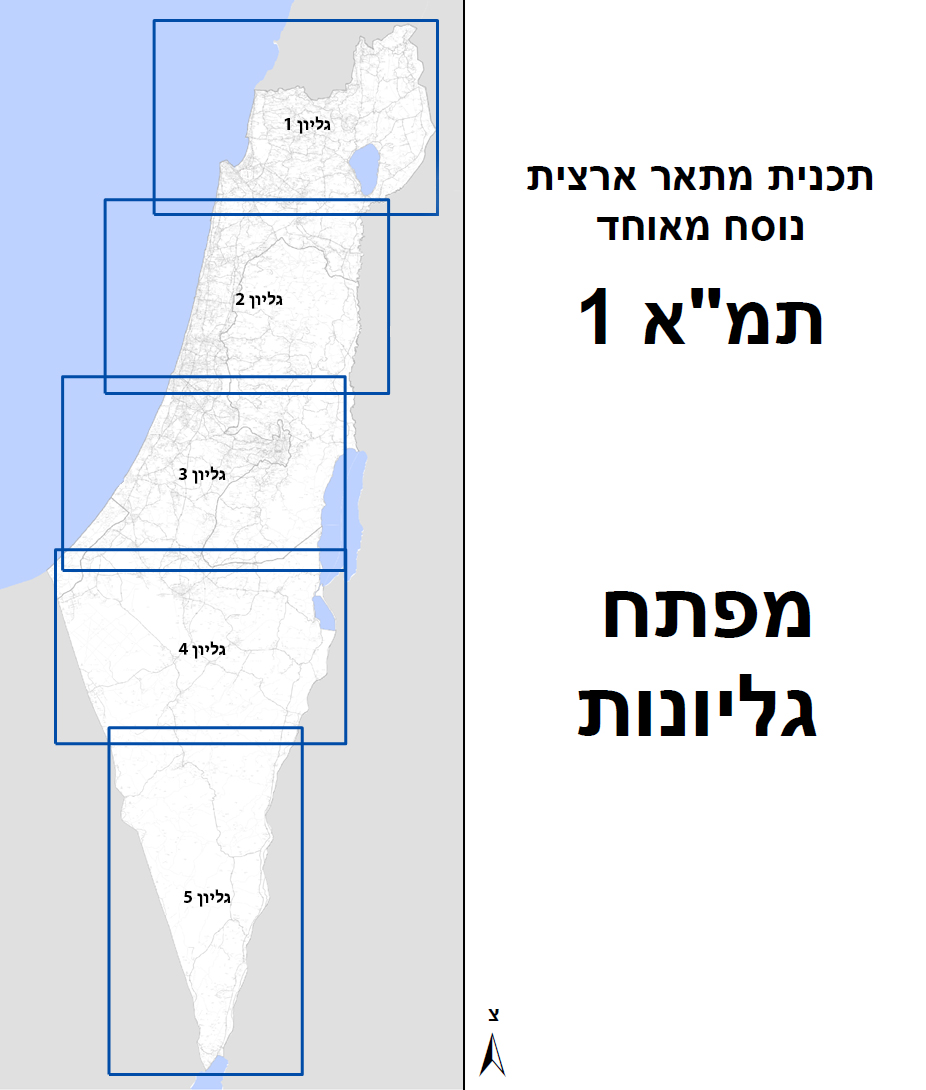 תכנית מתאר ארצית
נוסח מאוחד
תמ"א 1
מפתח
גליונות
צ
גליון 1
גליון 2
גליון 3
גליון 4
גליון 5